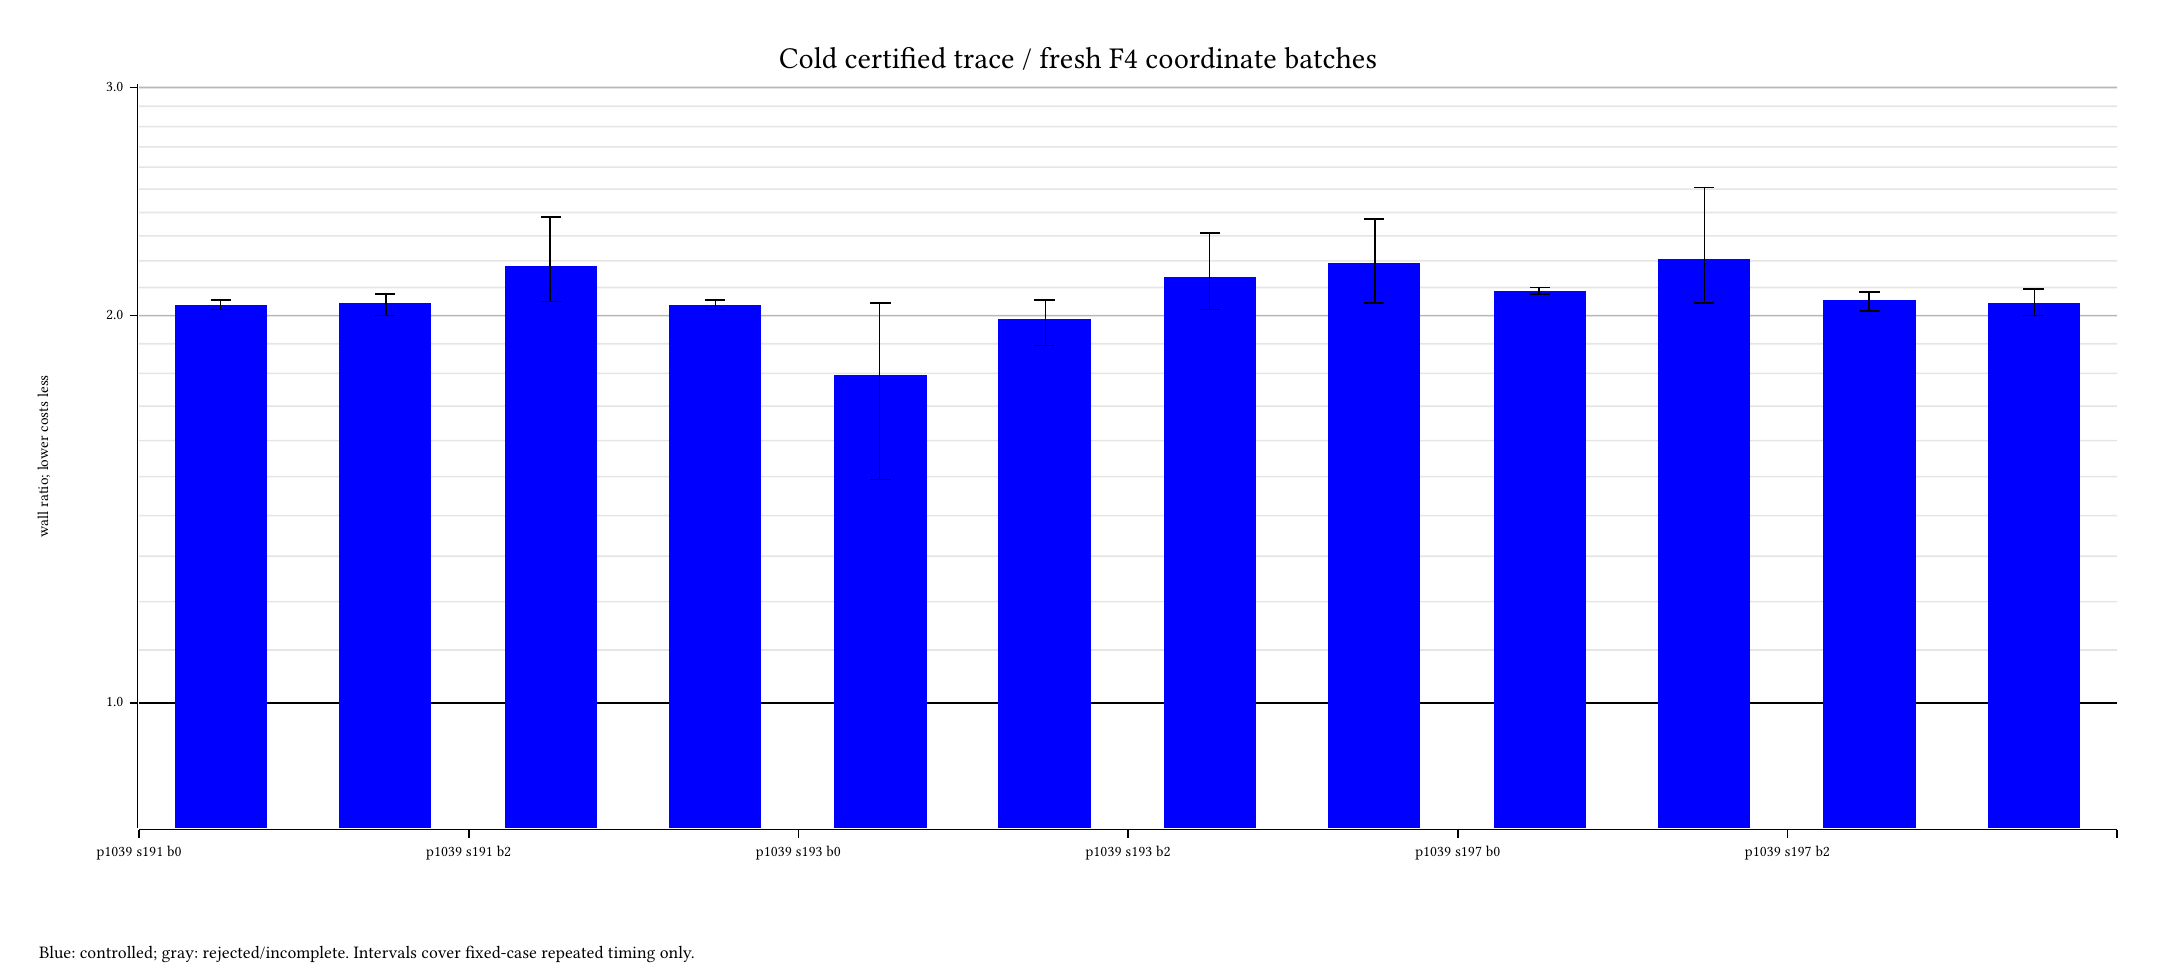 Cold certified trace / fresh F4 coordinate batches
3.0
2.0
1.0
wall ratio; lower costs less
p1039 s191 b0
p1039 s191 b2
p1039 s193 b0
p1039 s193 b2
p1039 s197 b0
p1039 s197 b2
Blue: controlled; gray: rejected/incomplete. Intervals cover fixed-case repeated timing only.